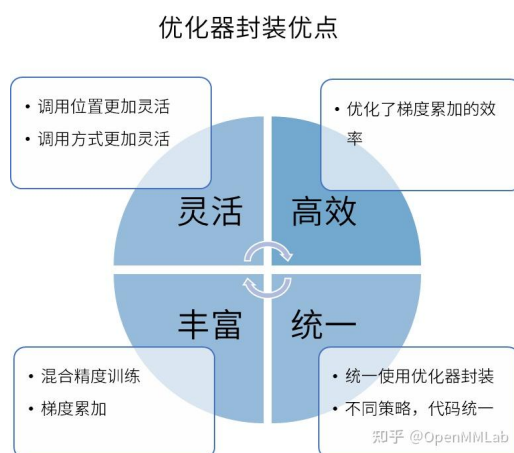 优化器封装优点
• 调用位置更加灵活
• 调用方式更加灵活
• 优化了梯度累加的效
率
灵活
高效
丰富
统一
• 混合精度训练
• 梯度累加
• 统一使用优化器封装
• 不同策略，代码统一
知乎 @OpenMMLab